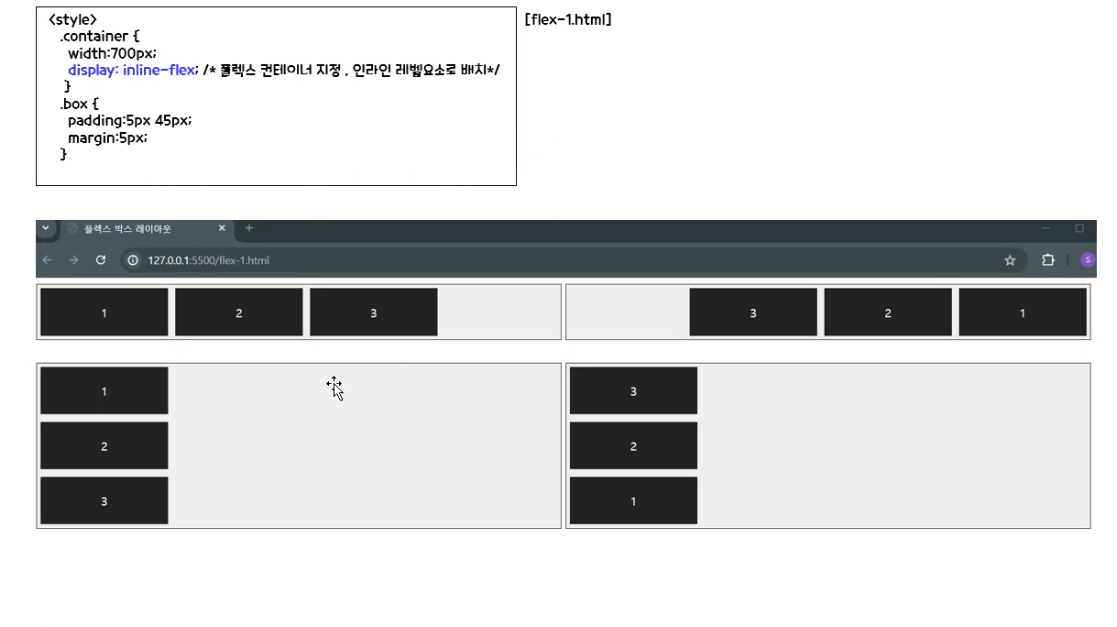 <style>
[flex-1.html]
.container {
width:700px;
display: inline-flex; /* 플렉스 컨테이너 지정 , 인라인 레벨요소로 배치*/
}
.box {
padding:5px 45px;
margin:5px;
}
플렉스 박스 레이아웃
127.0.0.1:5500/flex-1.html
S
1 2 3
3 2 1
1
2
3
3
2
1